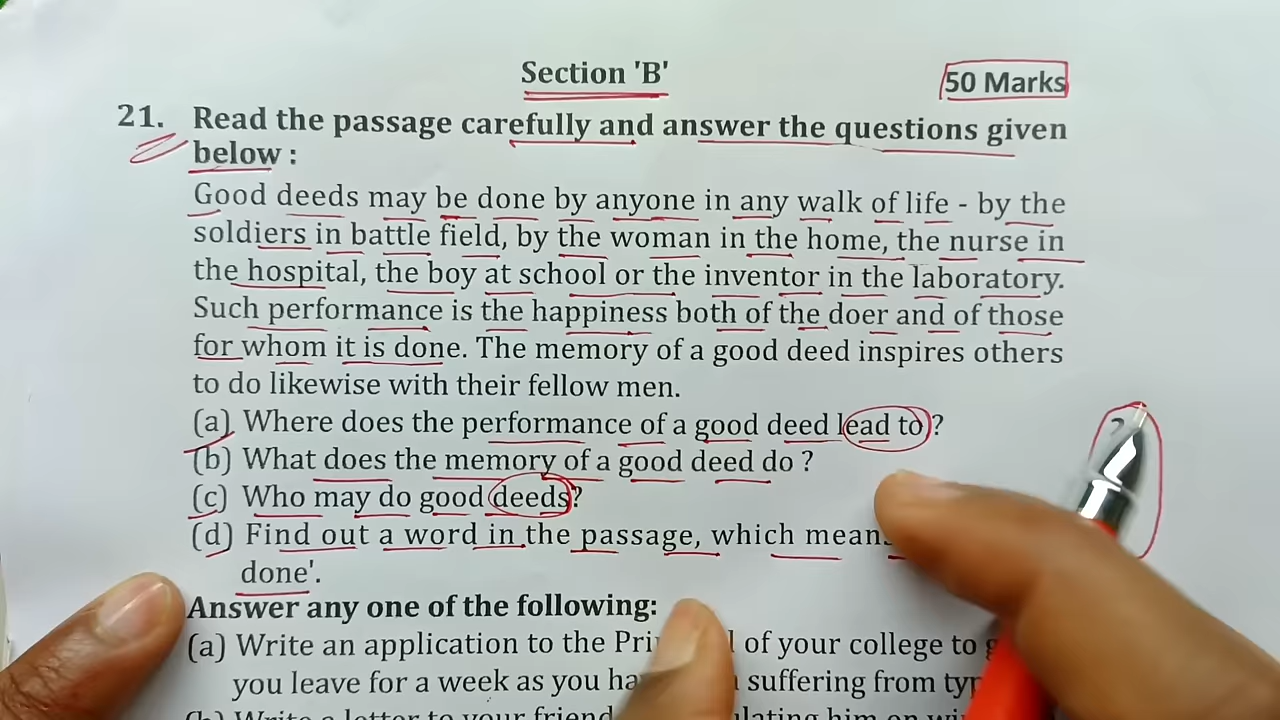 Section 'B'
50 Marks
21. Read the passage carefully and answer the questions given
below :
Good deeds may be done by anyone in any walk of life - by the
soldiers in battle field, by the woman in the home, the nurse in
the hospital, the boy at school or the inventor in the laboratory.
Such performance is the happiness both of the doer and of those
for whom it is done. The memory of a good deed inspires others
to do likewise with their fellow men.
(a) Where does the performance of a good deed lead to ?
(b) What does the memory of a good deed do ?
(c) Who may do good deeds?
(d) Find out a word in the passage, which
done'.
Answer any one of the following:
(a) Write an application to the of your college to
you leave for a week as you suffering from
(b) Write a letter to your friend him on